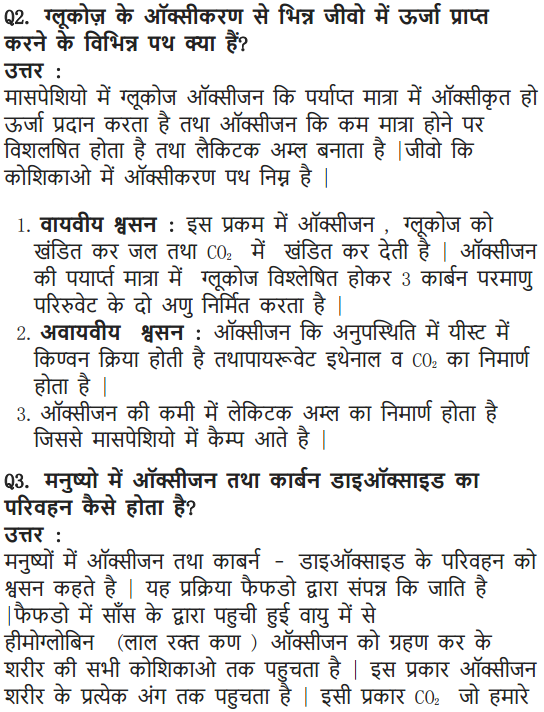 Q2. ग्लूकोज़ के ऑक्सीकरण से भिन्न जीवो में ऊर्जा प्राप्त
करने के विभिन्न पथ क्या हैं?
उत्तर :
मासपेशियो में ग्लूकोज ऑक्सीजन कि पर्याप्त मात्रा में ऑक्सीकृत हो
ऊर्जा प्रदान करता है तथा ऑक्सीजन कि कम मात्रा होने पर
विशलषित होता है तथा लैकिटक अम्ल बनाता है |जीवो कि
कोशिकाओ में ऑक्सीकरण पथ निम्न है |
1. वायवीय श्वसन : इस प्रकम में ऑक्सीजन , ग्लूकोज को
खंडित कर जल तथा CO₂ में खंडित कर देती है | ऑक्सीजन
की पयार्प्त मात्रा में ग्लूकोज विश्लेषित होकर 3 कार्बन परमाणु
परिरुवेट के दो अणु निर्मित करता है |
2. अवायवीय श्वसन : ऑक्सीजन कि अनुपस्थिति में यीस्ट में
किण्वन क्रिया होती है तथापायरूवेट इथेनाल व CO₂ का निमार्ण
होता है |
3. ऑक्सीजन की कमी में लेकिटक अम्ल का निमार्ण होता है
जिससे मासपेशियो में कैम्प आते है |
Q3. मनुष्यो में ऑक्सीजन तथा कार्बन डाइऑक्साइड का
परिवहन कैसे होता है?
उत्तर :
मनुष्यों में ऑक्सीजन तथा काबर्न - डाइऑक्साइड के परिवहन को
श्वसन कहते है | यह प्रक्रिया फैफडो द्वारा संपन्न कि जाति है
|फैफडो में साँस के द्वारा पहुची हुई वायु में से
हीमोग्लोबिन (लाल रक्त कण ) ऑक्सीजन को ग्रहण कर के
शरीर की सभी कोशिकाओ तक पहुचता है | इस प्रकार ऑक्सीजन
शरीर के प्रत्येक अंग तक पहुचता है | इसी प्रकार CO₂ जो हमारे